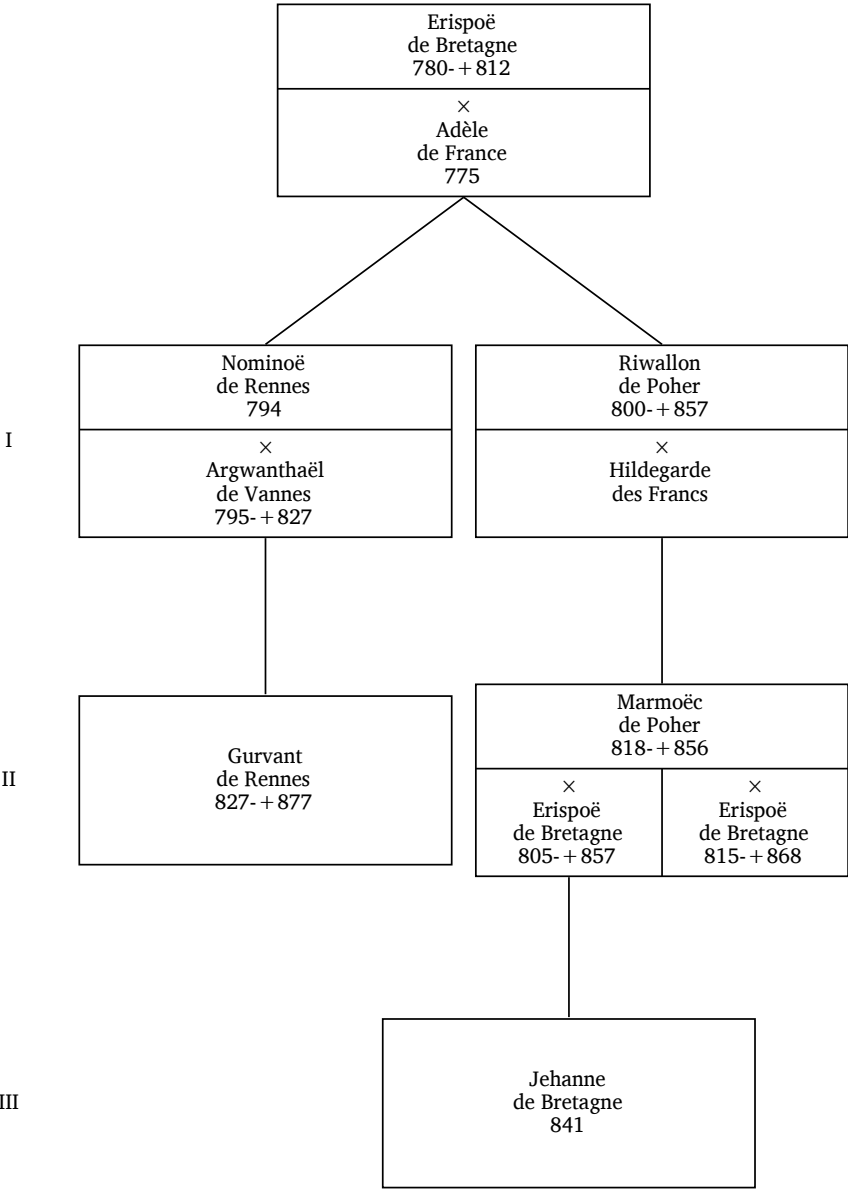 Erispoë
de Bretagne
780-+812
×
Adèle
de France
775
I
Nominoë
de Rennes
794
×
Argwanthaël
de Vannes
795-+827
Riwallon
de Poher
800-+857
×
Hildegarde
des Francs
II
Gurvant
de Rennes
827-+877
Marmoëc
de Poher
818-+856
×
Erispoë
de Bretagne
805-+857
×
Erispoë
de Bretagne
815-+868
III
Jehanne
de Bretagne
841